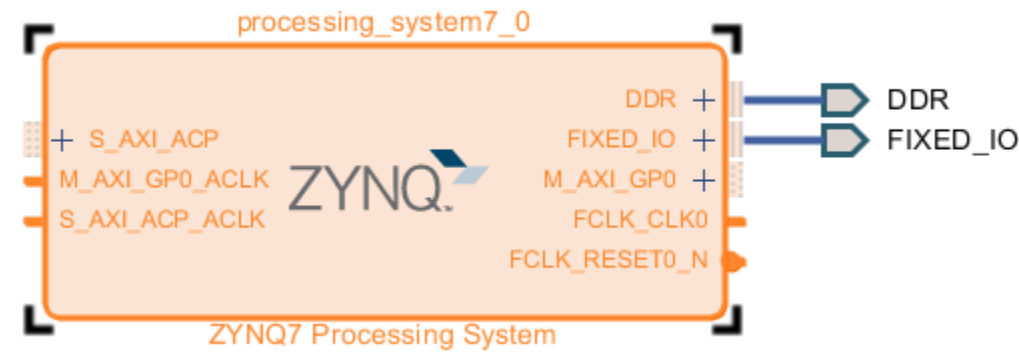 processing_system7_0
DDR
DDR
S_AXI_ACP
FIXED_IO
FIXED_IO
M_AXI_GP0_ACLK
ZYNQ
M_AXI_GP0
S_AXI_ACP_ACLK
FCLK_CLK0
FCLK_RESET0_N
ZYNQ7 Processing System